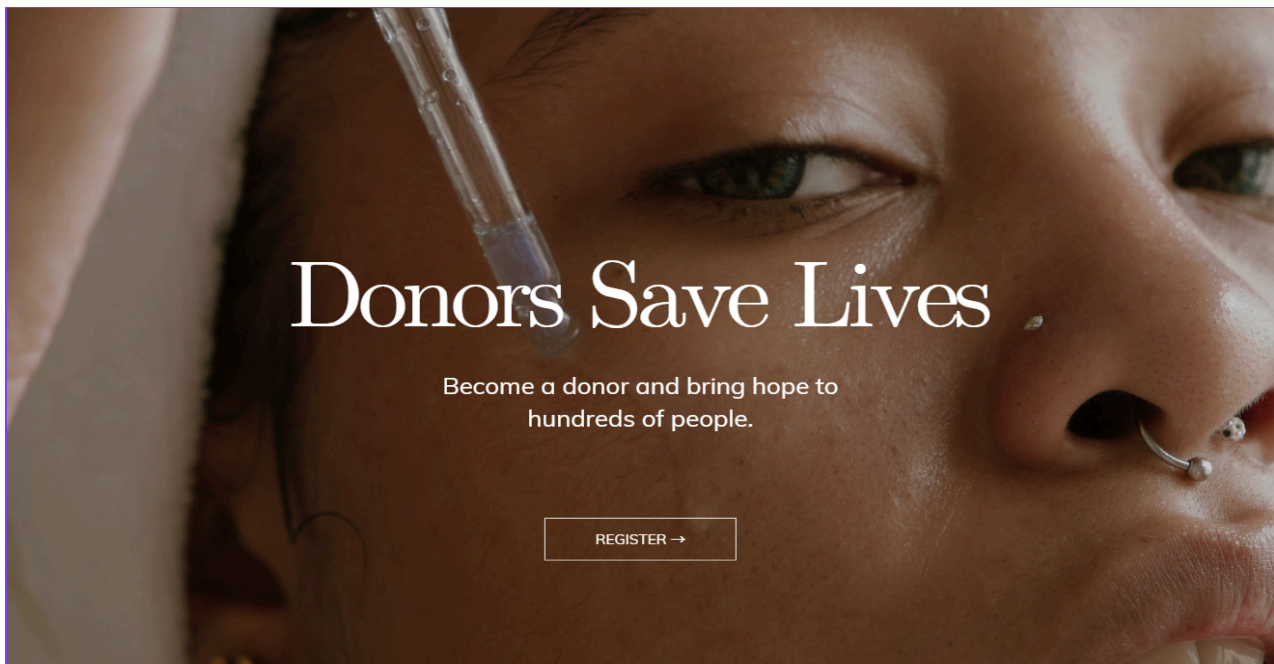 Donors Save Lives
Become a donor and bring hope to
hundreds of people.
REGISTER →